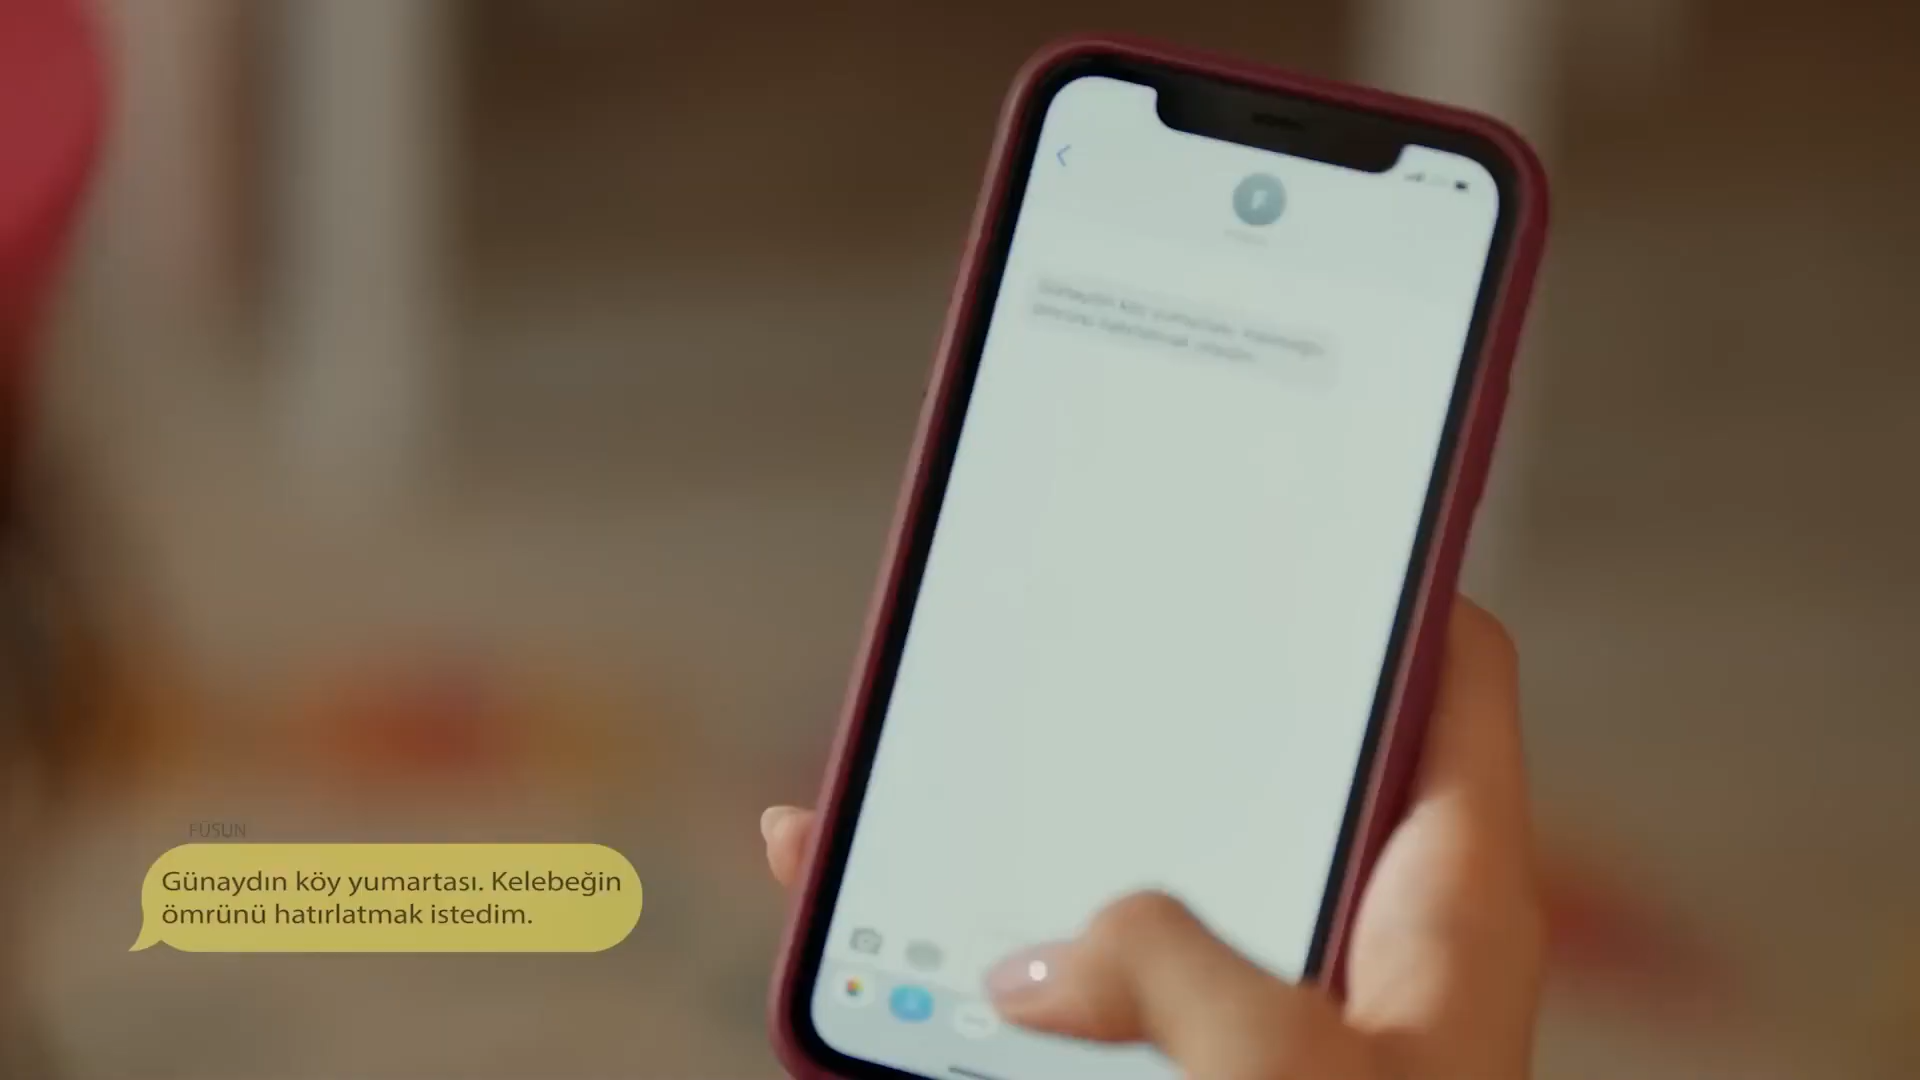 FÜSUN
Günaydın köy yumartası. Kelebeğin
ömrünü hatırlatmak istedim.